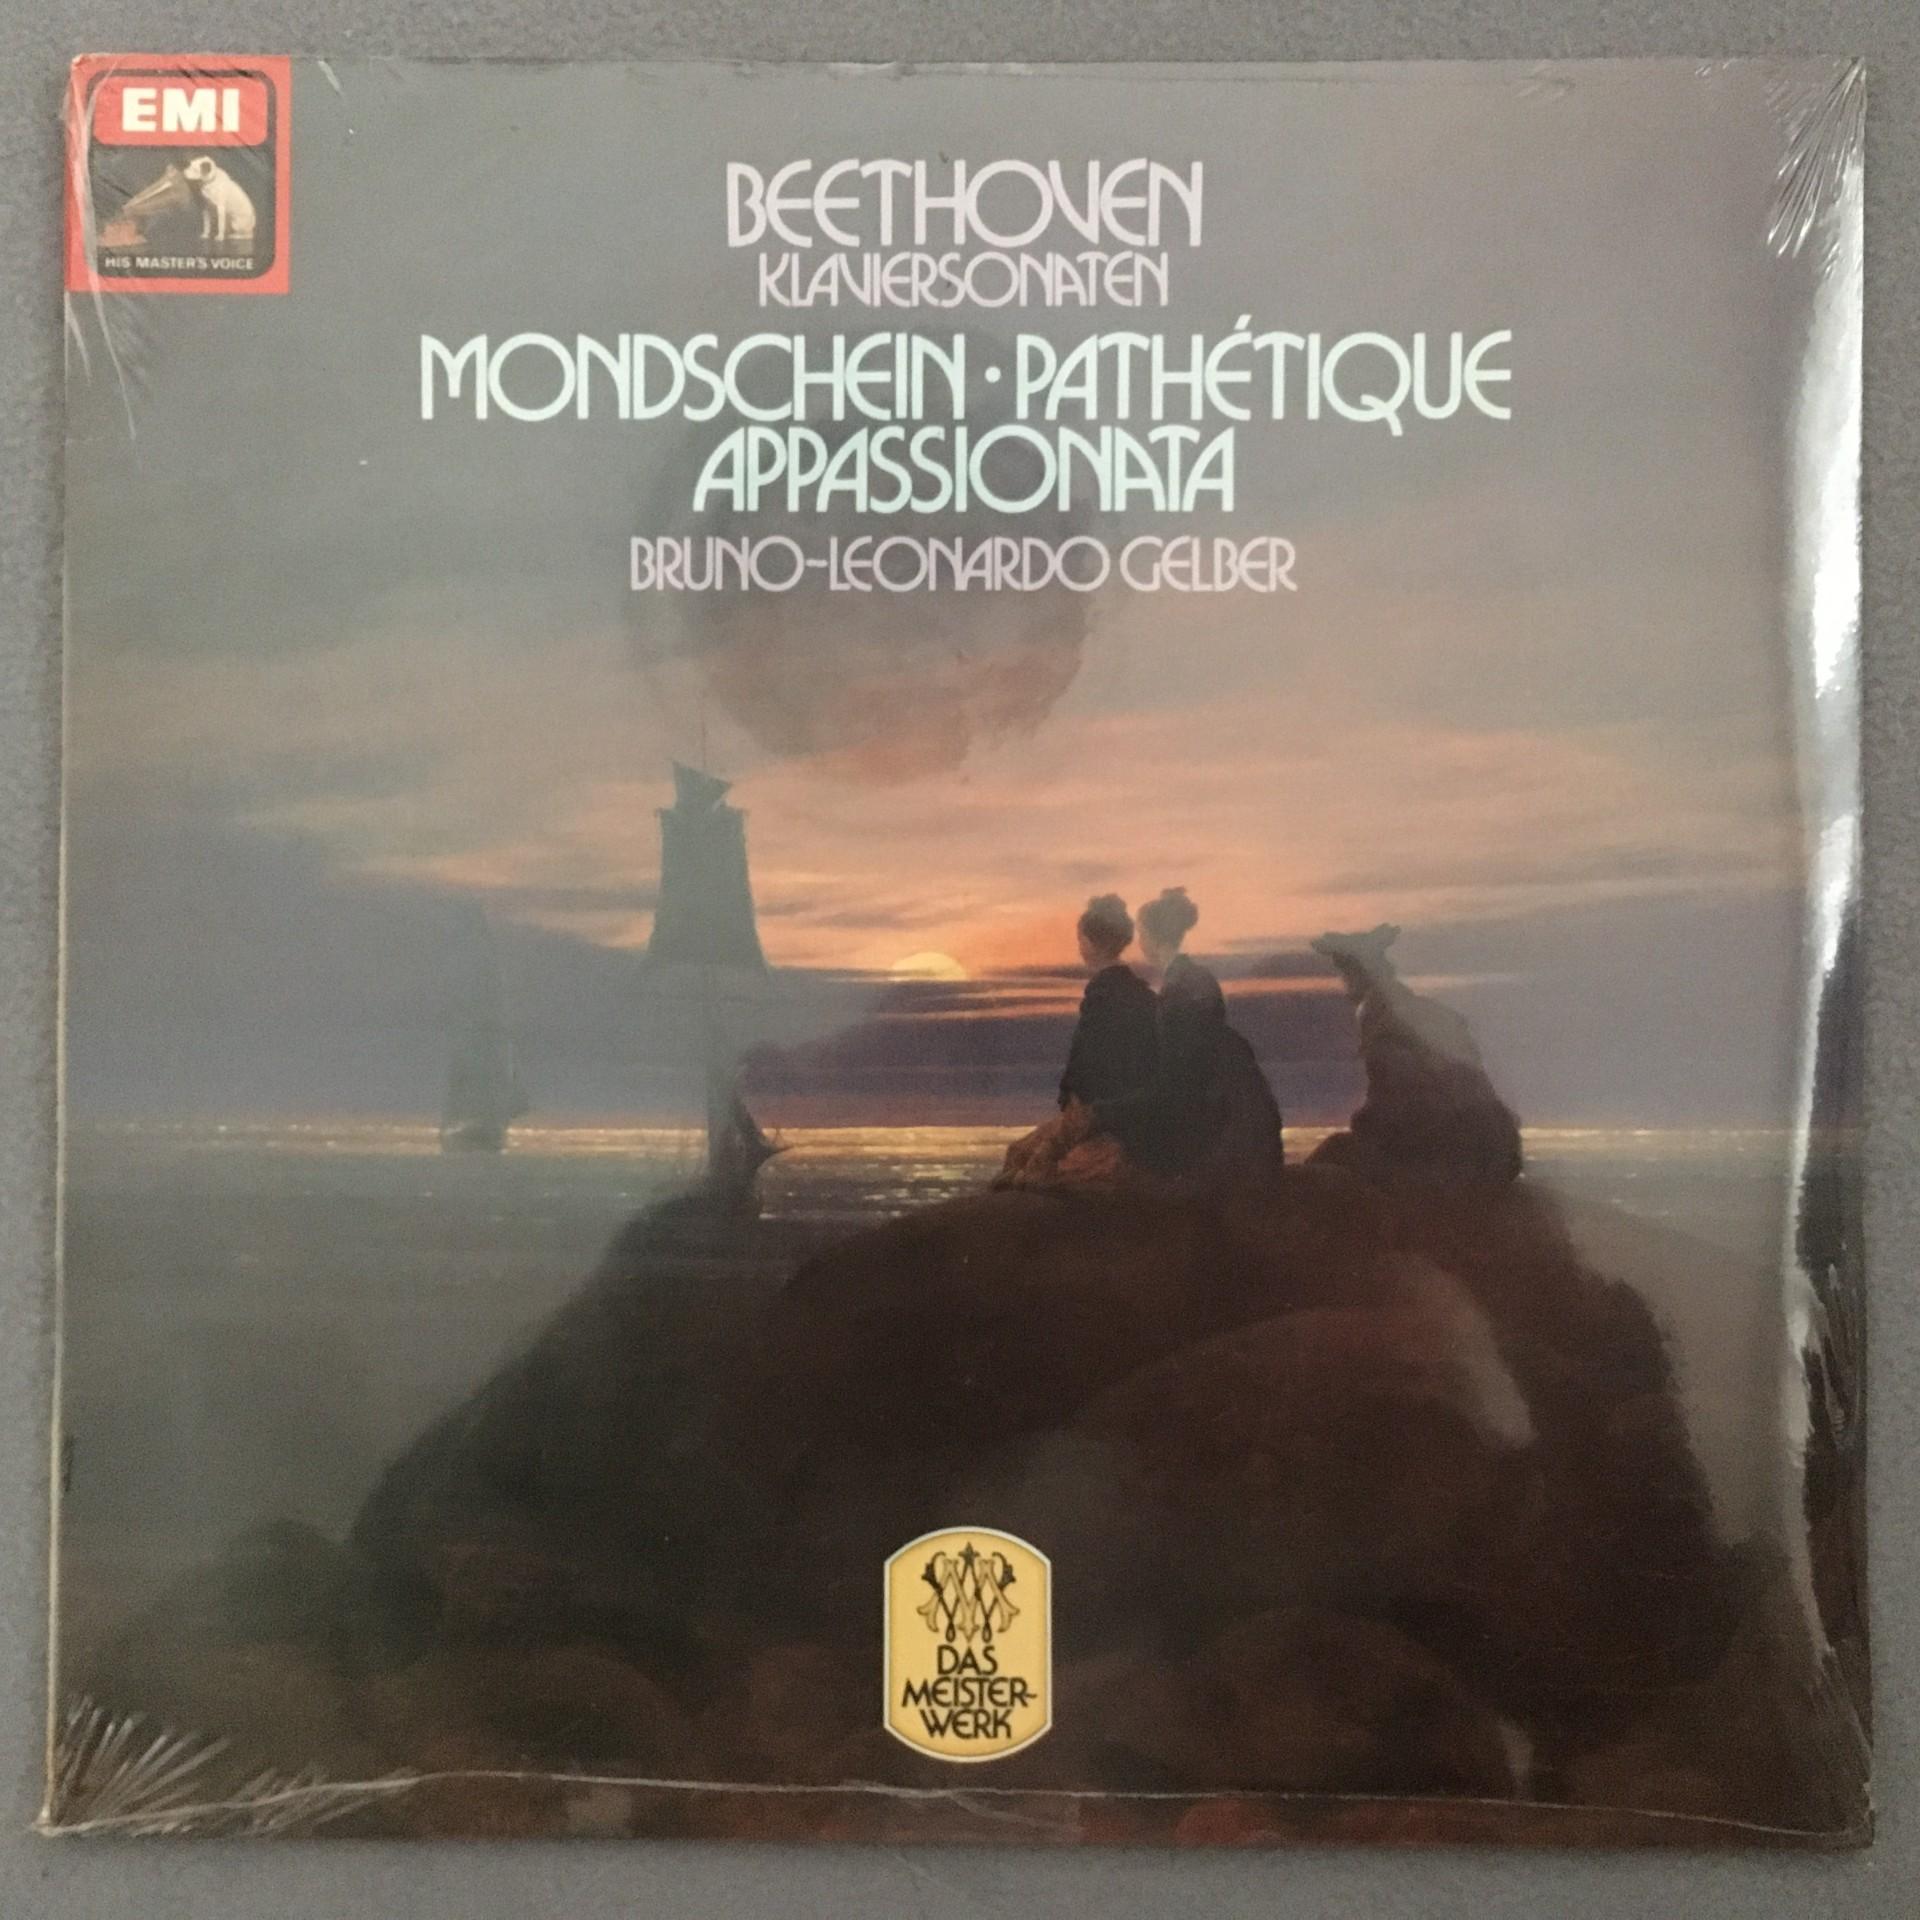 EMI
HIS MASTER'S VOICE
BEETHOVEN
KLAVIERSONATEN
MONDSCHEIN · PATHÉTIQUE
APPASSIONATA
BRUNO-LEONARDO GELBER
DAS
MEISTER-
WERK